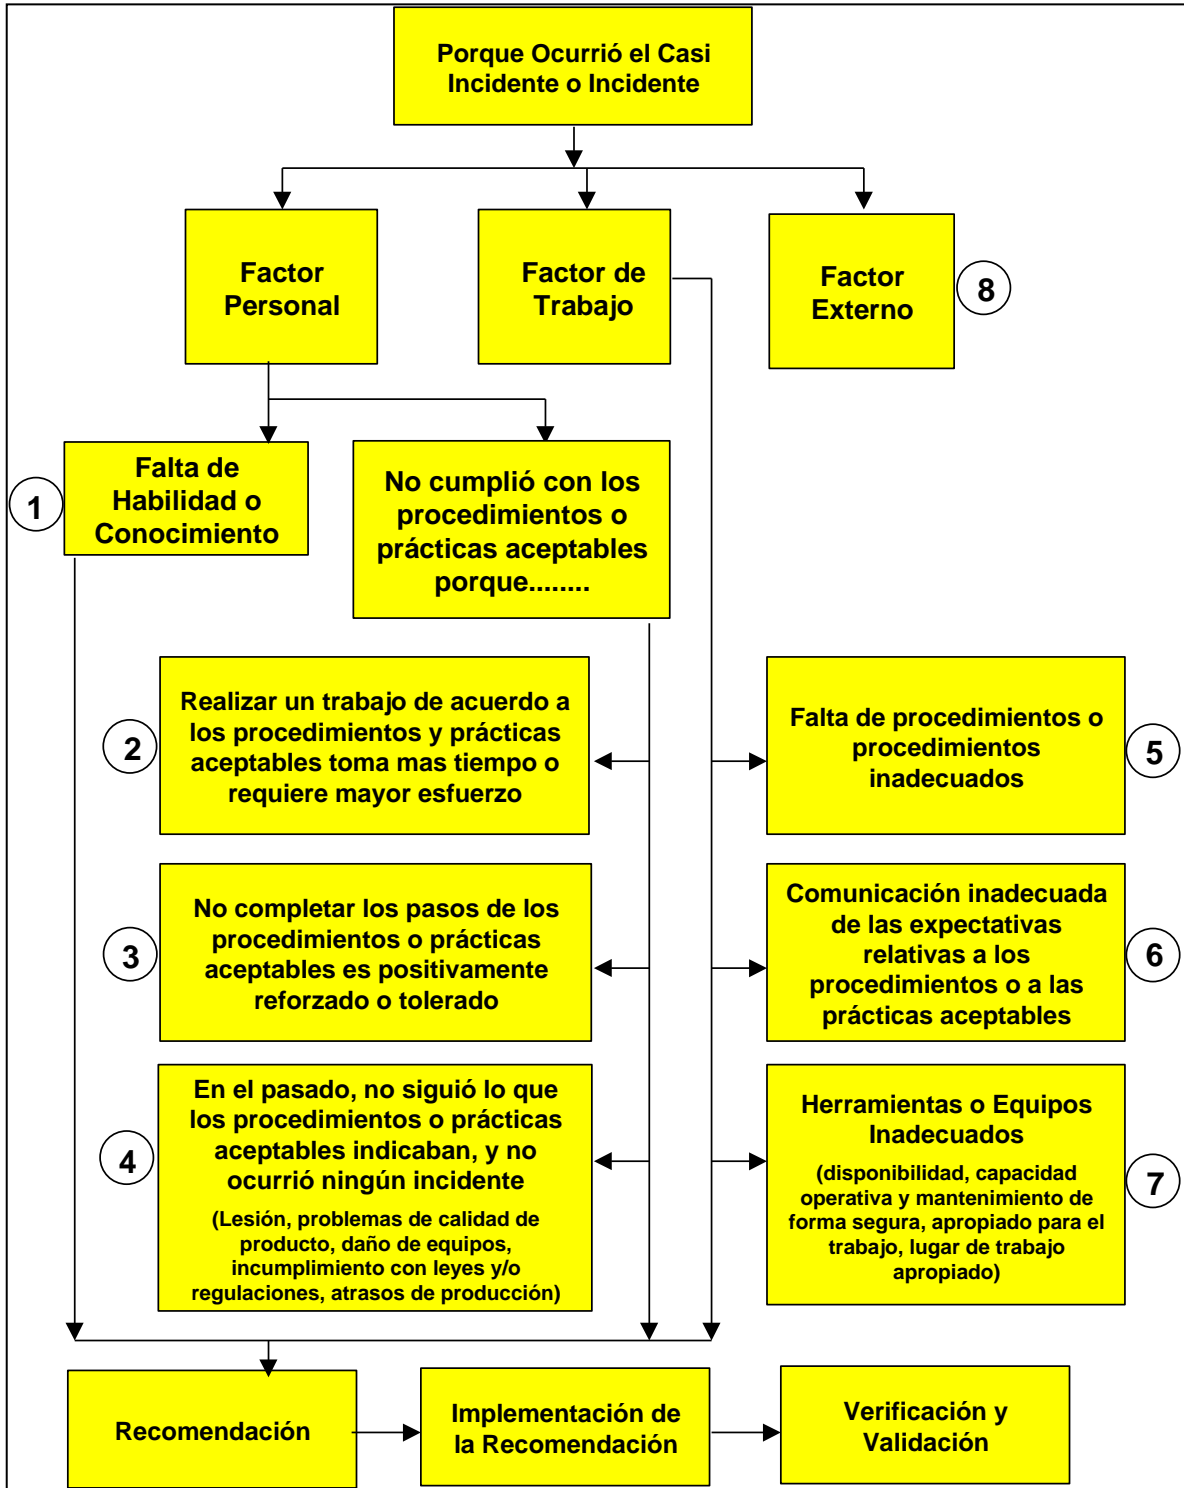 Porque Ocurrió el Casi
Incidente o Incidente
Factor
Personal
Factor de
Trabajo
Factor
Externo
8
1
Falta de
Habilidad o
Conocimiento
No cumplió con los
procedimientos o
prácticas aceptables
porque........
2
Realizar un trabajo de acuerdo a
los procedimientos y prácticas
aceptables toma mas tiempo o
requiere mayor esfuerzo
Falta de procedimientos o
procedimientos
inadecuados
5
3
No completar los pasos de los
procedimientos o prácticas
aceptables es positivamente
reforzado o tolerado
Comunicación inadecuada
de las expectativas
relativas a los
procedimientos o a las
prácticas aceptables
6
4
En el pasado, no siguió lo que
los procedimientos o prácticas
aceptables indicaban, y no
ocurrió ningún incidente
(Lesión, problemas de calidad de
producto, daño de equipos,
incumplimiento con leyes y/o
regulaciones, atrasos de producción)
Herramientas o Equipos
Inadecuados
(disponibilidad, capacidad
operativa y mantenimiento de
forma segura, apropiado para el
trabajo, lugar de trabajo
apropiado)
7
Recomendación
Implementación de
la Recomendación
Verificación y
Validación